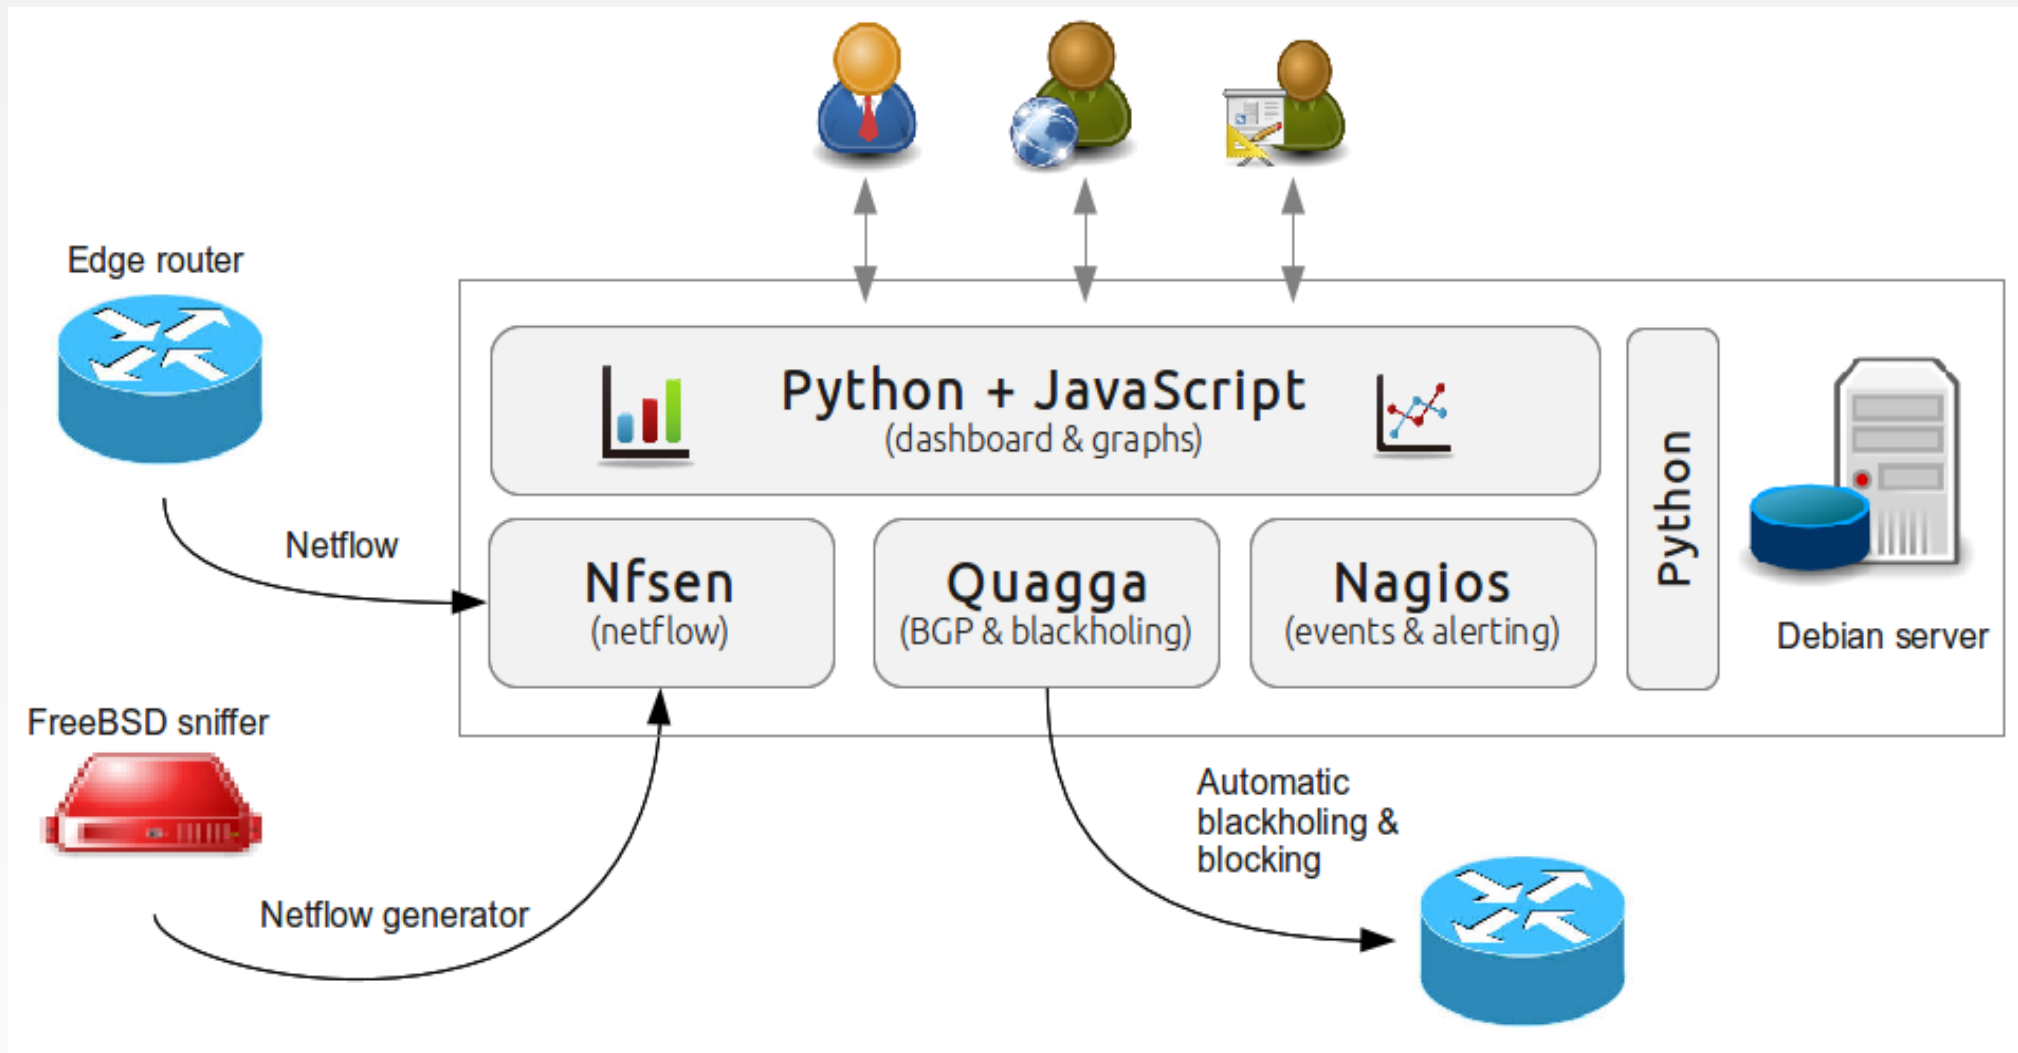 Edge router
Python + JavaScript
(dashboard & graphs)
Python
Netflow
Nfsen
(netflow)
Quagga
(BGP & blackholing)
Nagios
(events & alerting)
Debian server
FreeBSD sniffer
Netflow generator
Automatic
blackholing &
blocking